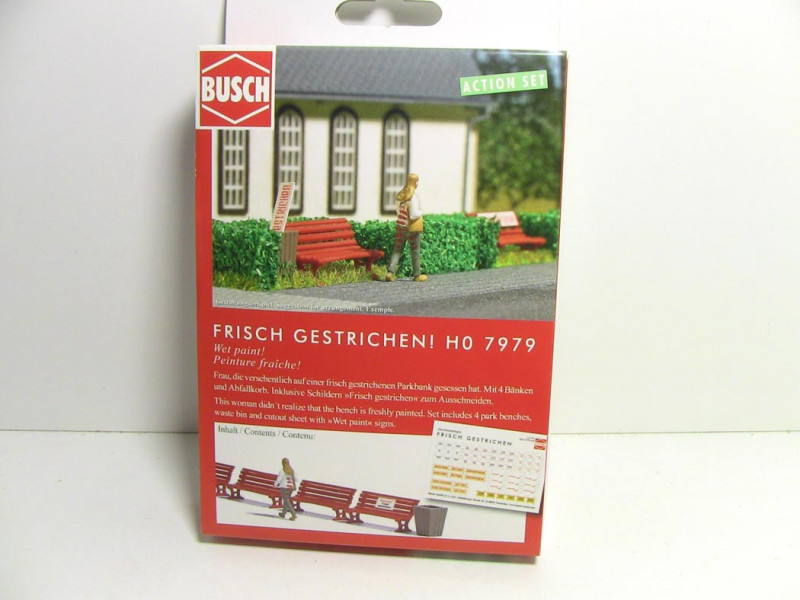 BUSCH
ACTION SET
FRISCH GESTRICHEN! H0 7979
Wet paint!
Peinture fraîche!
Frau, die versehentlich auf einer frisch gestrichenen Parkbank gesessen hat. Mit 4 Bänken
und Abfallkorb. Inklusive Schildern »Frisch gestrichen« zum Ausschneiden.
This woman didn't realize that the bench is freshly painted. Set includes 4 park benches,
waste bin and cutout sheet with »Wet paint« signs.
Inhalt / Contents / Contenu:
FRISCH GESTRICHEN